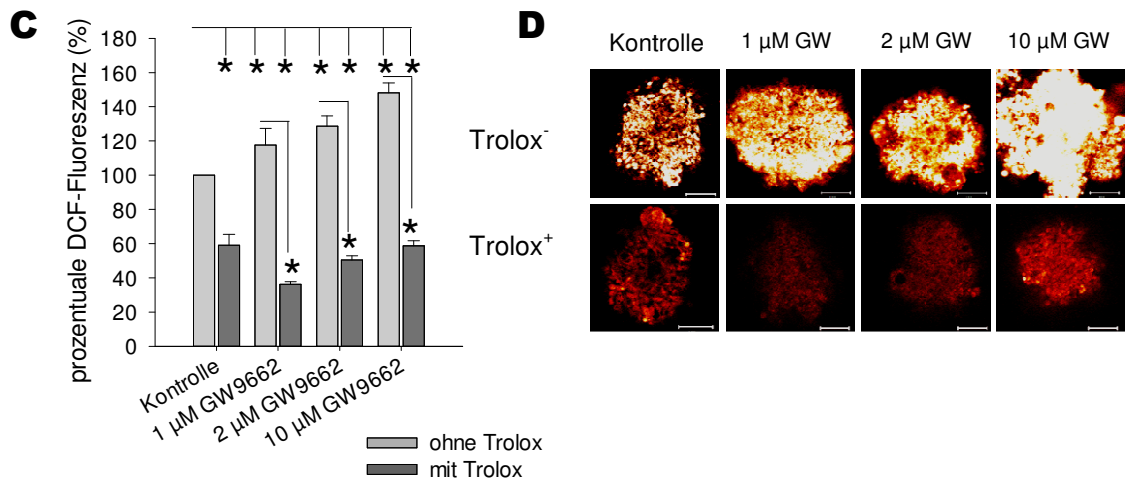 C
prozentuale DCF-Fluoreszenz (%)
180
160
140
120
100
80
60
40
20
0
* * * * * * *
* * *
Kontrolle
1 µM GW9662
2 µM GW9662
10 µM GW9662
ohne Trolox
mit Trolox
D
Kontrolle 1 µM GW 2 µM GW 10 µM GW
Trolox-
Trolox+